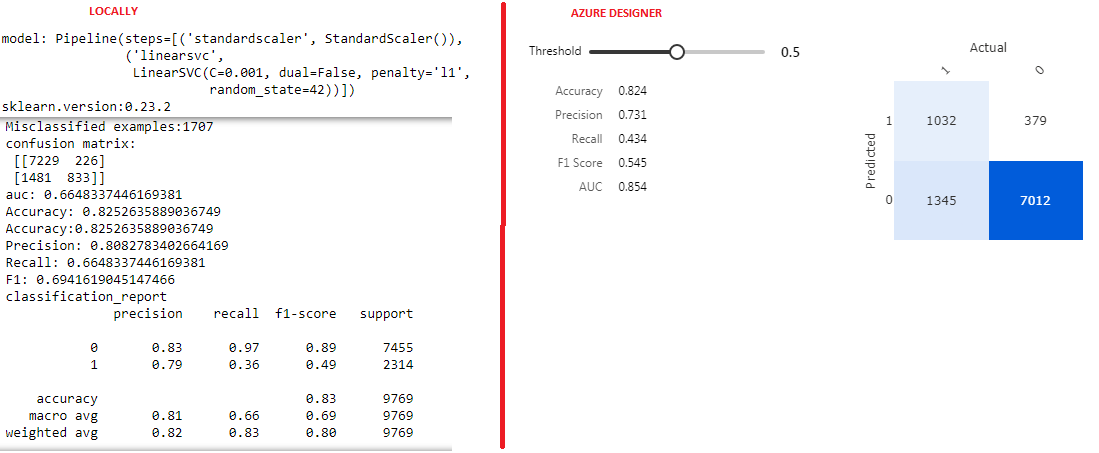 LOCALLY
model: Pipeline(steps=[('standardscaler', StandardScaler()),
('linearsvc',
LinearSVC(C=0.001, dual=False, penalty='l1',
random_state=42))])
sklearn.version:0.23.2
Misclassified examples:1707
confusion matrix:
[[7229 226]
[1481 833]]
auc: 0.6648337446169381
Accuracy: 0.8252635889036749
Accuracy:0.8252635889036749
Precision: 0.8082783402664169
Recall: 0.6648337446169381
F1: 0.6941619045147466
classification_report
precision recall f1-score support
0 0.83 0.97 0.89 7455
1 0.79 0.36 0.49 2314
accuracy 0.83 9769
macro avg 0.81 0.66 0.69 9769
weighted avg 0.82 0.83 0.80 9769
AZURE DESIGNER
Threshold 0.5
Accuracy 0.824
Precision 0.731
Recall 0.434
F1 Score 0.545
AUC 0.854
Actual
1 0
Predicted
1 1032 379
0 1345 7012